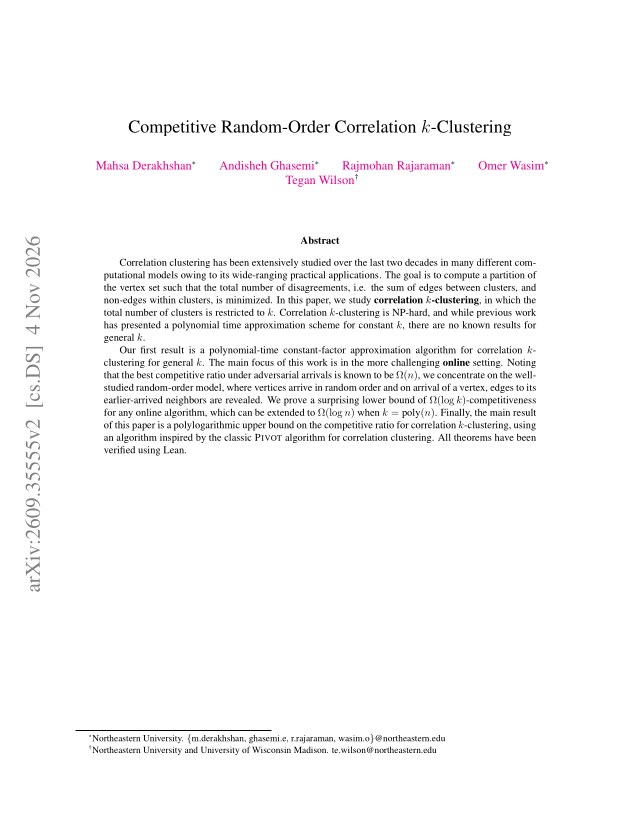 Competitive Random-Order Correlation k-Clustering
Mahsa Derakhshan* Andisheh Ghasemi* Rajmohan Rajaraman* Omer Wasim*
Tegan Wilson†
Abstract
Correlation clustering has been extensively studied over the last two decades in many different com-
putational models owing to its wide-ranging practical applications. The goal is to compute a partition of
the vertex set such that the total number of disagreements, i.e. the sum of edges between clusters, and
non-edges within clusters, is minimized. In this paper, we study correlation k-clustering, in which the
total number of clusters is restricted to k. Correlation k-clustering is NP-hard, and while previous work
has presented a polynomial time approximation scheme for constant k, there are no known results for
general k.
Our first result is a polynomial-time constant-factor approximation algorithm for correlation k-
clustering for general k. The main focus of this work is in the more challenging online setting. Noting
that the best competitive ratio under adversarial arrivals is known to be Ω(n), we concentrate on the well-
studied random-order model, where vertices arrive in random order and on arrival of a vertex, edges to its
earlier-arrived neighbors are revealed. We prove a surprising lower bound of Ω(log k)-competitiveness
for any online algorithm, which can be extended to Ω(log n) when k = poly(n). Finally, the main result
of this paper is a polylogarithmic upper bound on the competitive ratio for correlation k-clustering, using
an algorithm inspired by the classic PIVOT algorithm for correlation clustering. All theorems have been
verified using Lean.
arXiv:2609.35555v2 [cs.DS] 4 Nov 2026
*Northeastern University. {m.derakhshan, ghasemi.e, r.rajaraman, wasim.o}@northeastern.edu
†Northeastern University and University of Wisconsin Madison. te.wilson@northeastern.edu